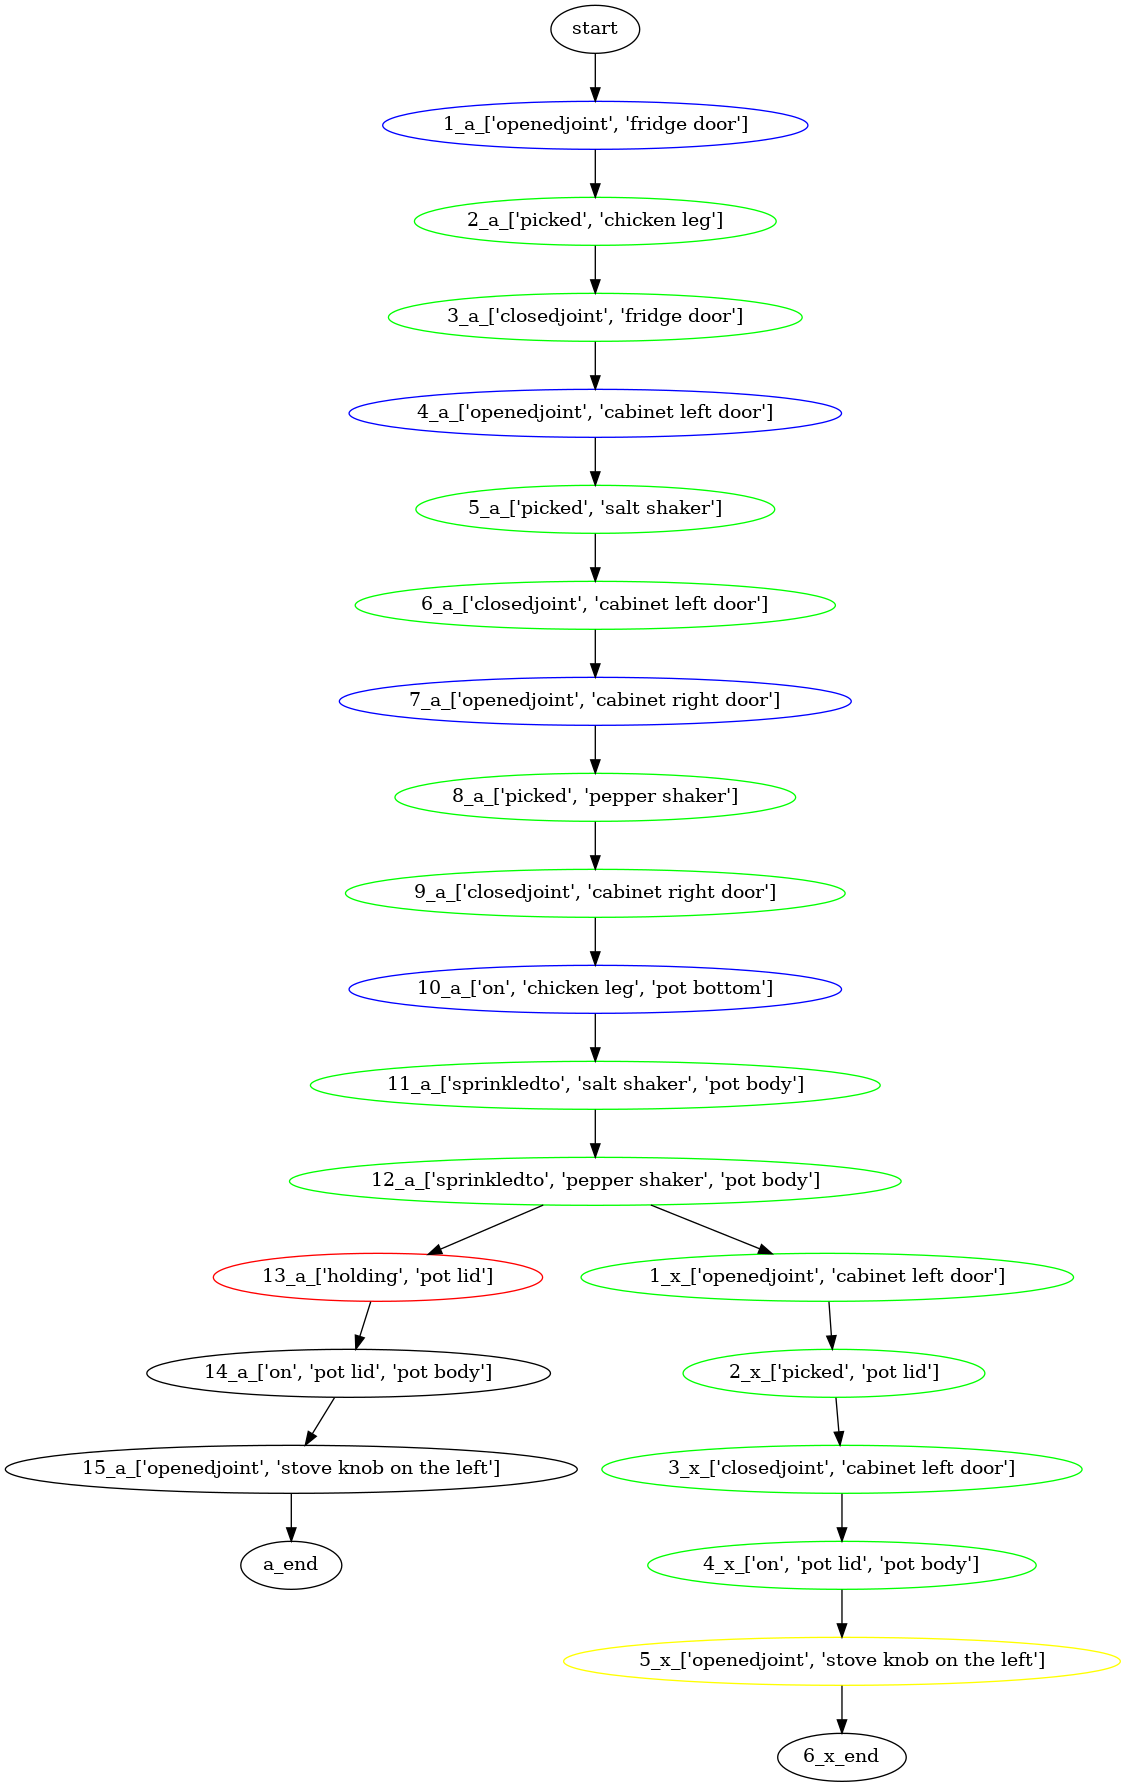 start
1_a_['openedjoint', 'fridge door']
2_a_['picked', 'chicken leg']
3_a_['closedjoint', 'fridge door']
4_a_['openedjoint', 'cabinet left door']
5_a_['picked', 'salt shaker']
6_a_['closedjoint', 'cabinet left door']
7_a_['openedjoint', 'cabinet right door']
8_a_['picked', 'pepper shaker']
9_a_['closedjoint', 'cabinet right door']
10_a_['on', 'chicken leg', 'pot bottom']
11_a_['sprinkledto', 'salt shaker', 'pot body']
12_a_['sprinkledto', 'pepper shaker', 'pot body']
13_a_['holding', 'pot lid']
1_x_['openedjoint', 'cabinet left door']
14_a_['on', 'pot lid', 'pot body']
2_x_['picked', 'pot lid']
15_a_['openedjoint', 'stove knob on the left']
3_x_['closedjoint', 'cabinet left door']
a_end
4_x_['on', 'pot lid', 'pot body']
5_x_['openedjoint', 'stove knob on the left']
6_x_end